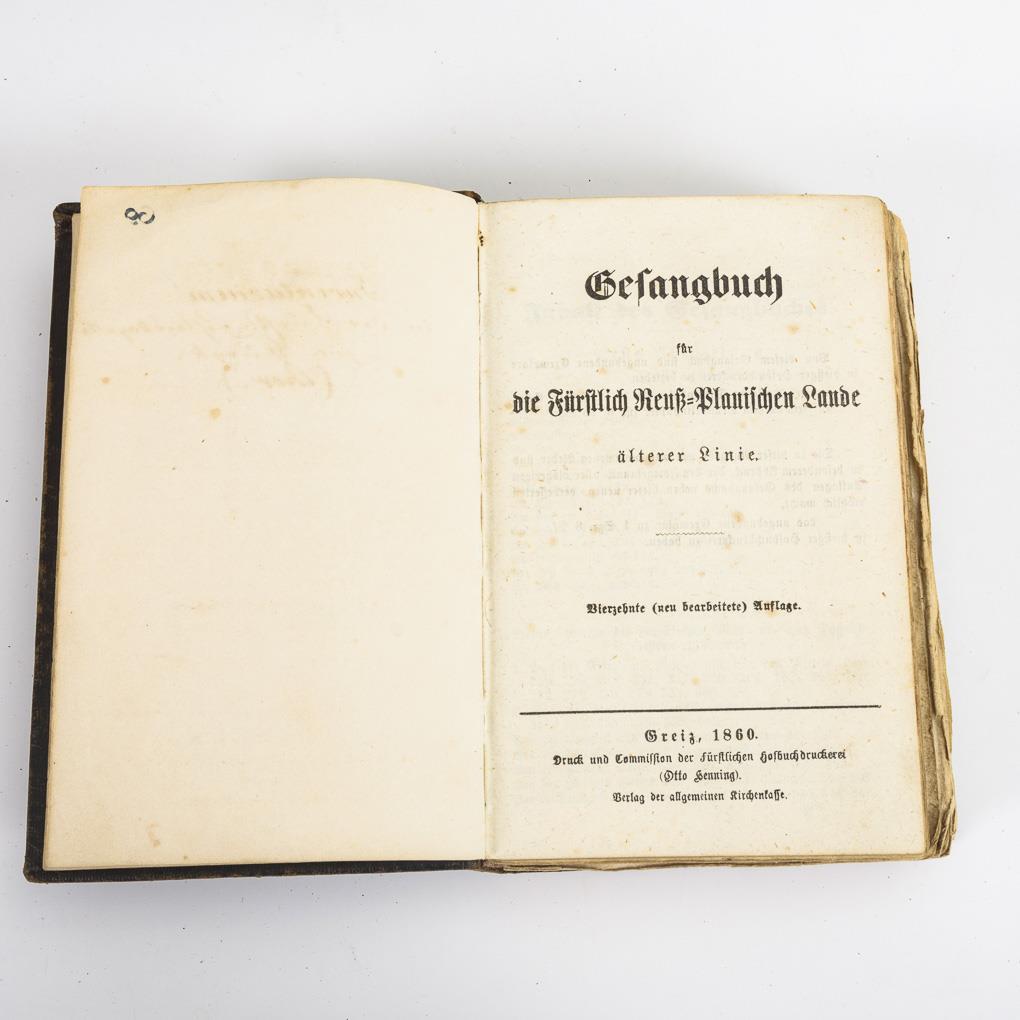 8
Gesangbuch
für
die Fürstlich Reuß-Plauischen Lande
älterer Linie.
Vierzehnte (neu bearbeitete) Auflage.
Greiz, 1860.
Druck und Commission der Fürstlichen Hofbuchdruckerei
(Otto Henning).
Verlag der allgemeinen Kirchenkasse.